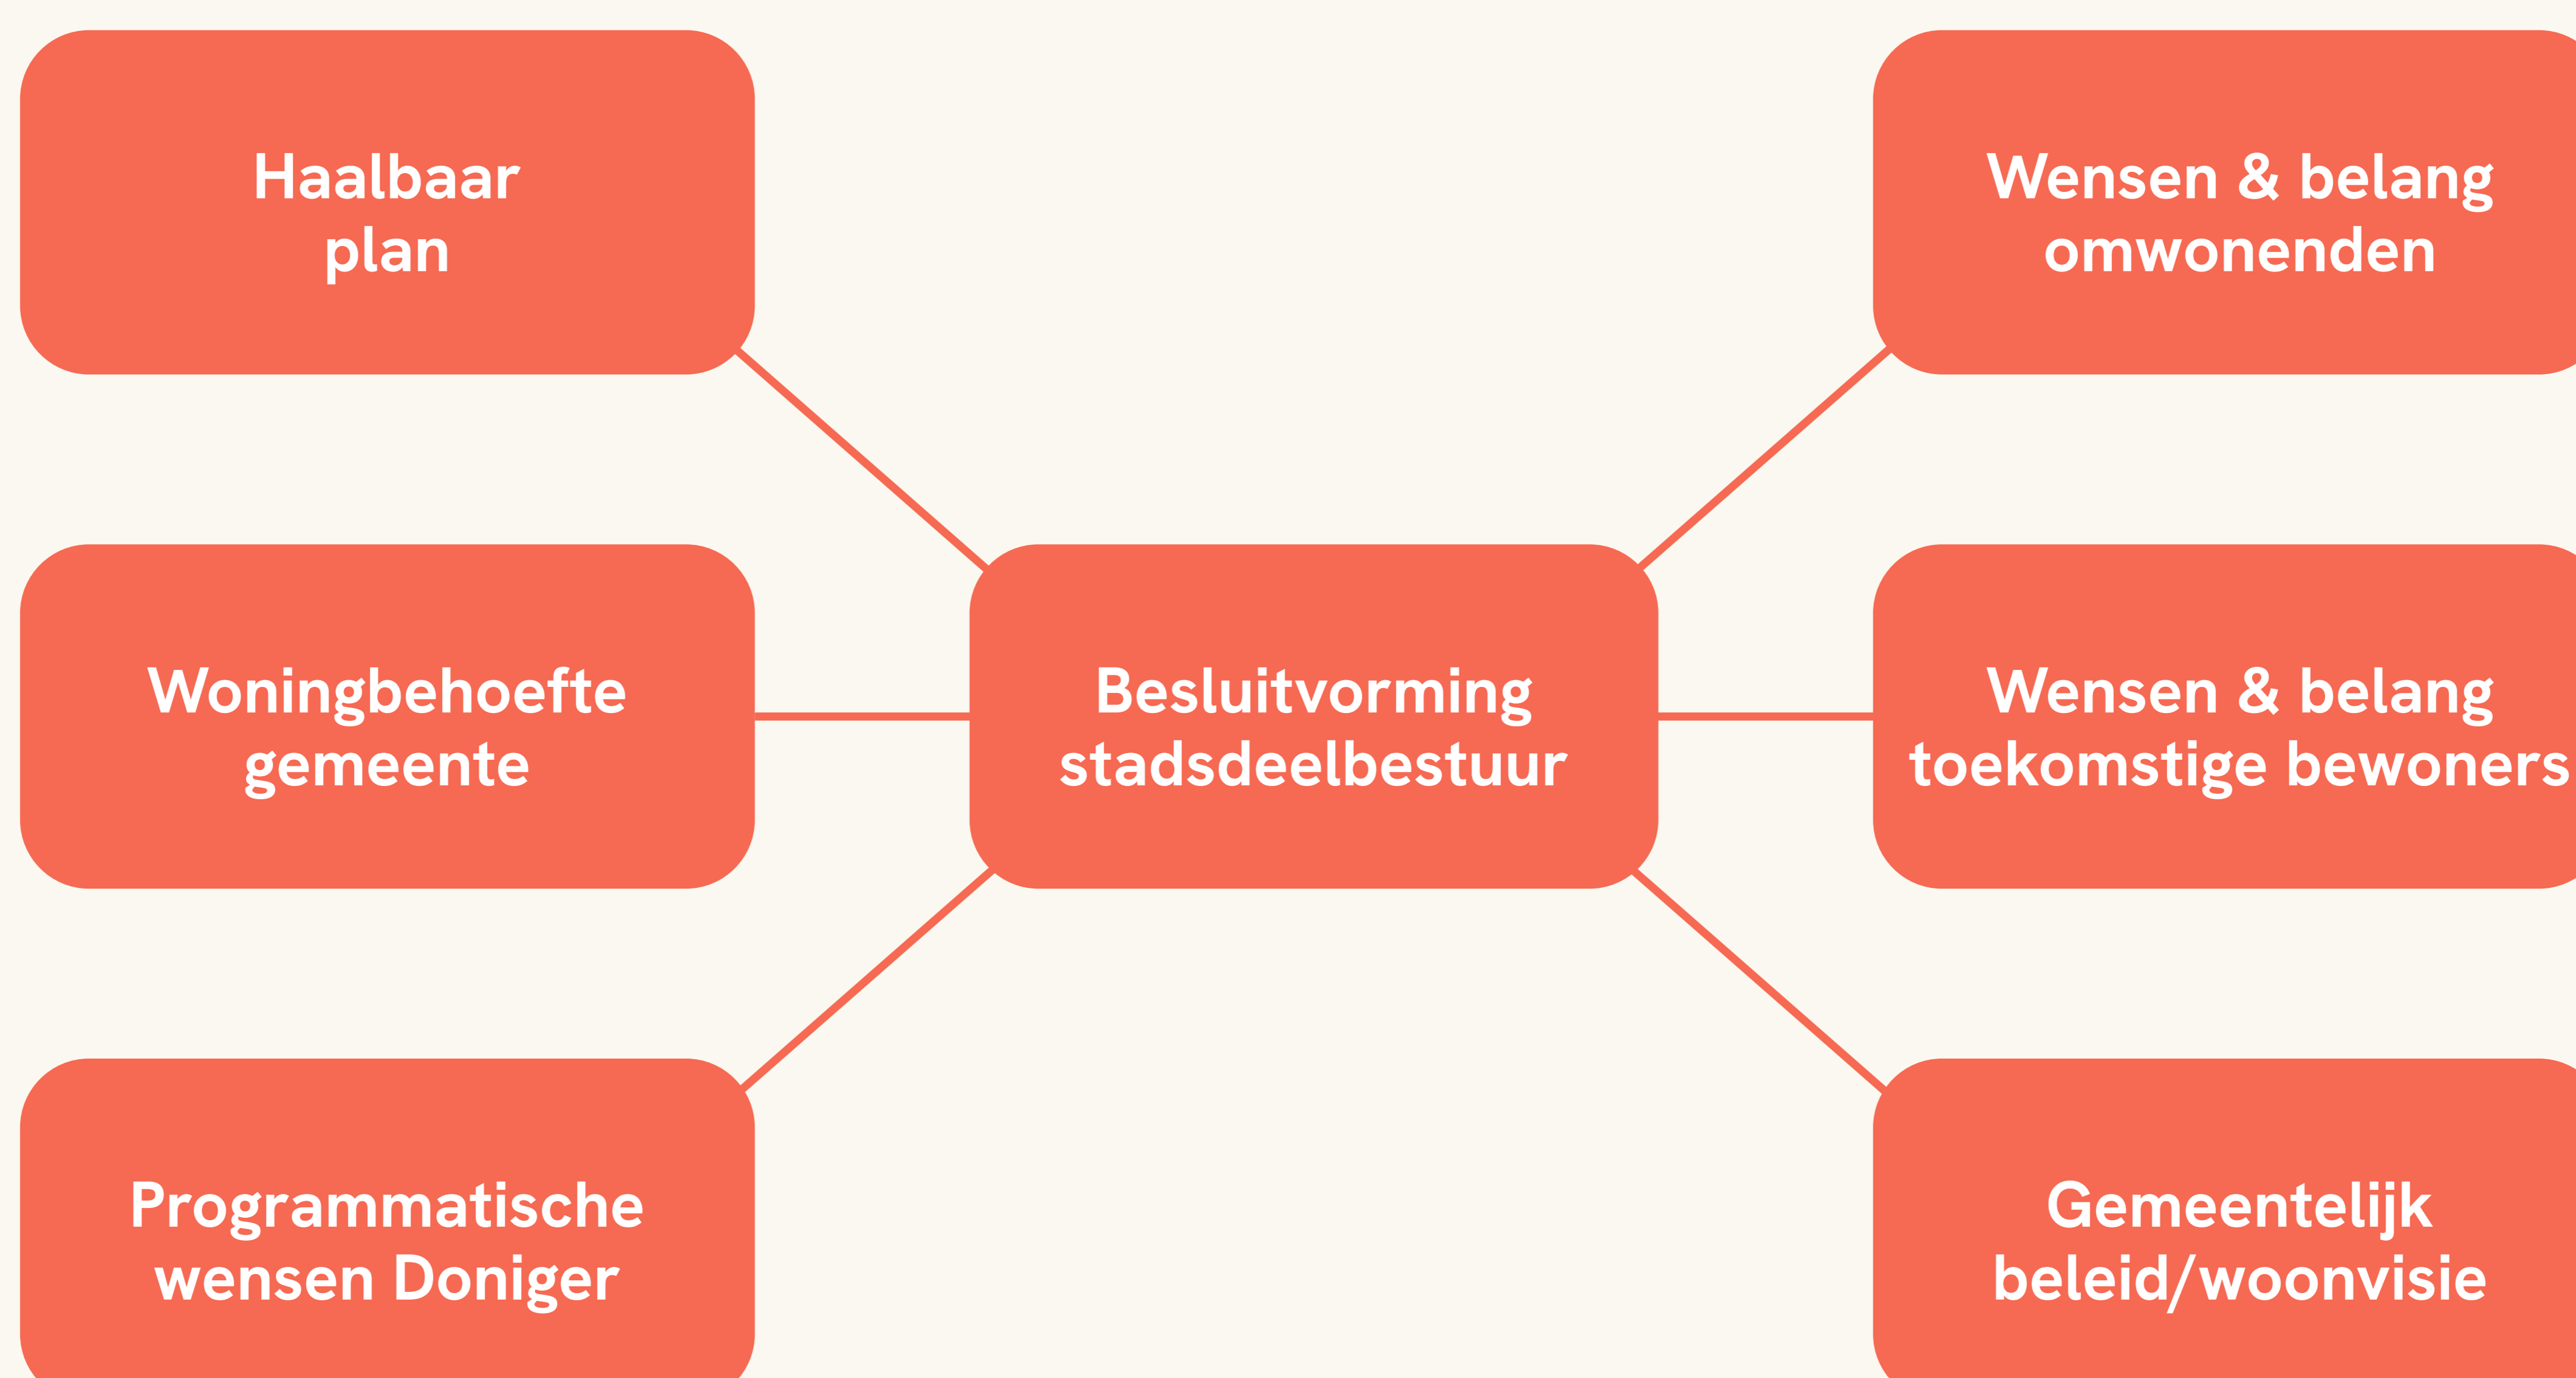 Haalbaar
plan
Wensen & belang
omwonenden
Woningbehoefte
gemeente
Besluitvorming
stadsdeelbestuur
Wensen & belang
toekomstige bewoners
Programmatische
wensen Doniger
Gemeentelijk
beleid/woonvisie